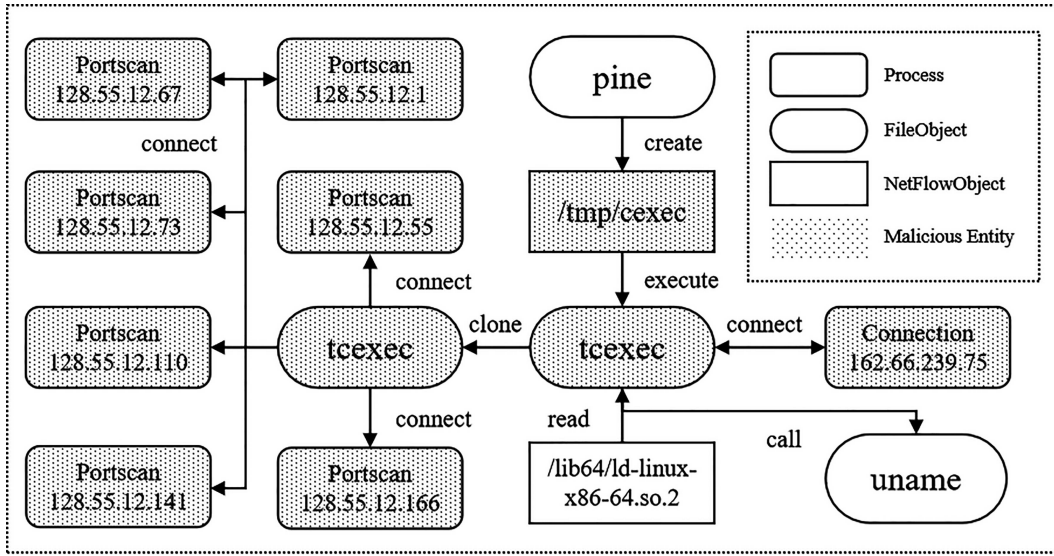 Portscan
128.55.12.67
Portscan
128.55.12.1
connect
Portscan
128.55.12.73
Portscan
128.55.12.55
connect
Portscan
128.55.12.110
tcexec
clone
tcexec
connect
Connection
162.66.239.75
connect
Portscan
128.55.12.141
Portscan
128.55.12.166
pine
create
/tmp/cexec
execute
read
/lib64/ld-linux-
x86-64.so.2
call
uname
Process
FileObject
NetFlowObject
Malicious Entity